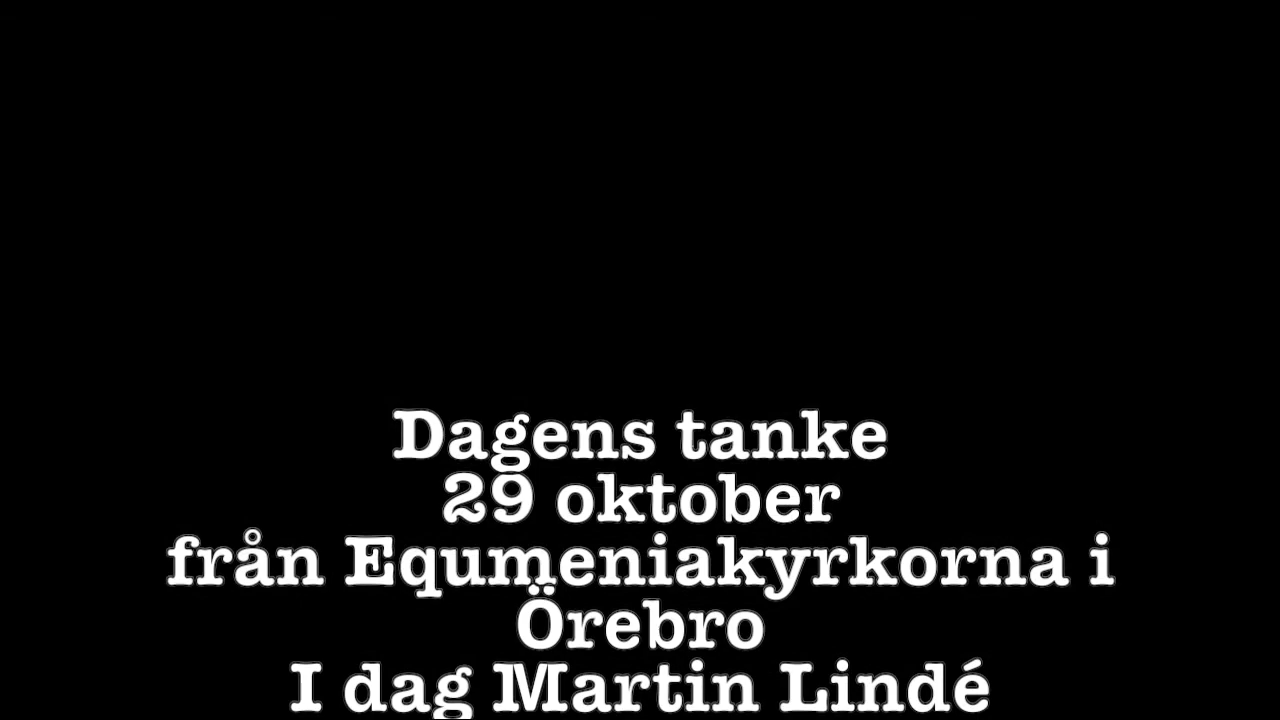 Dagens tanke
29 oktober
från Equmeniakyrkorna i
Örebro
I dag Martin Lindé